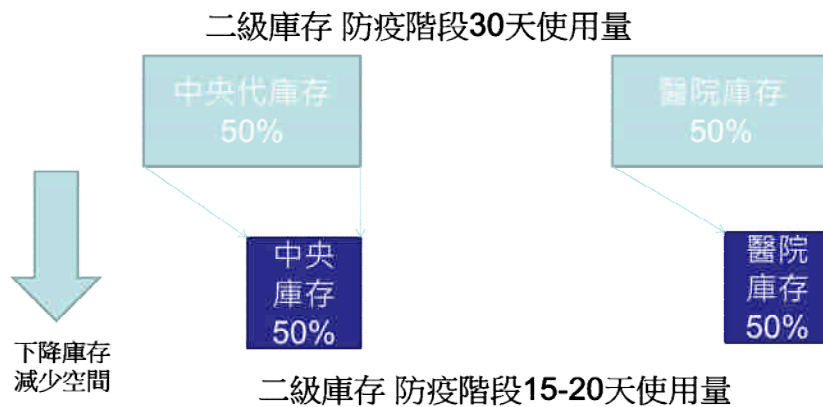 二級庫存 防疫階段30天使用量
中央代庫存
50%
醫院庫存
50%
中央
庫存
50%
醫院
庫存
50%
下降庫存
減少空間
二級庫存 防疫階段15-20天使用量